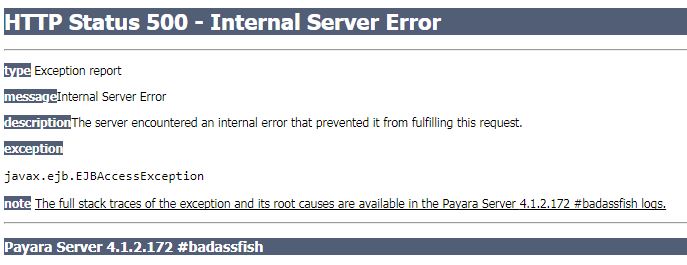 HTTP Status 500 - Internal Server Error
type Exception report
messageInternal Server Error
descriptionThe server encountered an internal error that prevented it from fulfilling this request.
exception
javax.ejb.EJBAccessException
note The full stack traces of the exception and its root causes are available in the Payara Server 4.1.2.172 #badassfish logs.
Payara Server 4.1.2.172 #badassfish